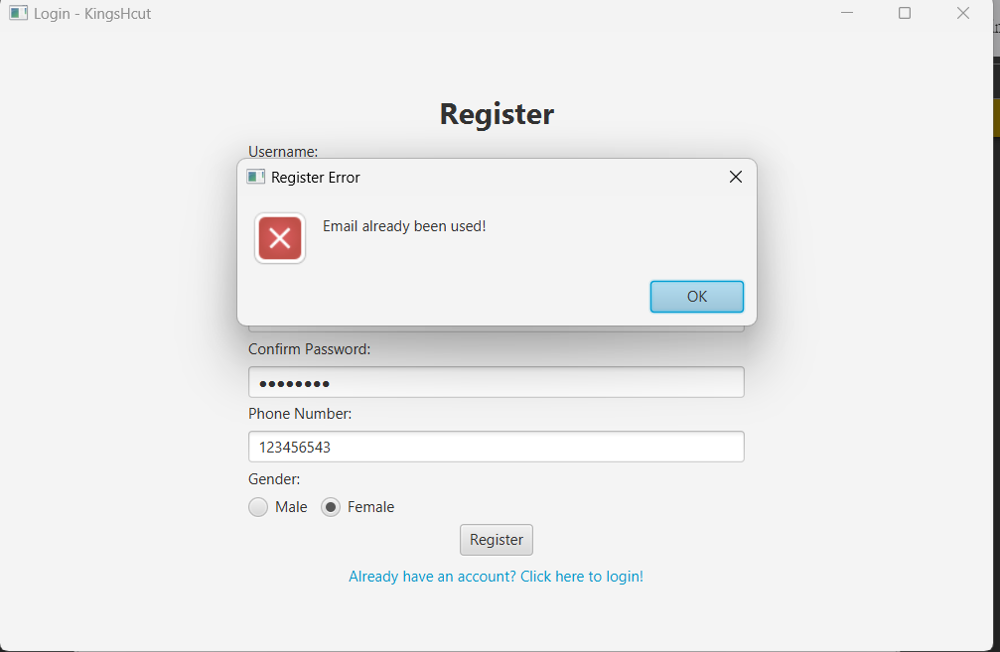 Login - KingsHcut
Register
Username:
Register Error
Email already been used!
OK
Confirm Password:
●●●●●●●●
Phone Number:
123456543
Gender:
Male Female
Register
Already have an account? Click here to login!